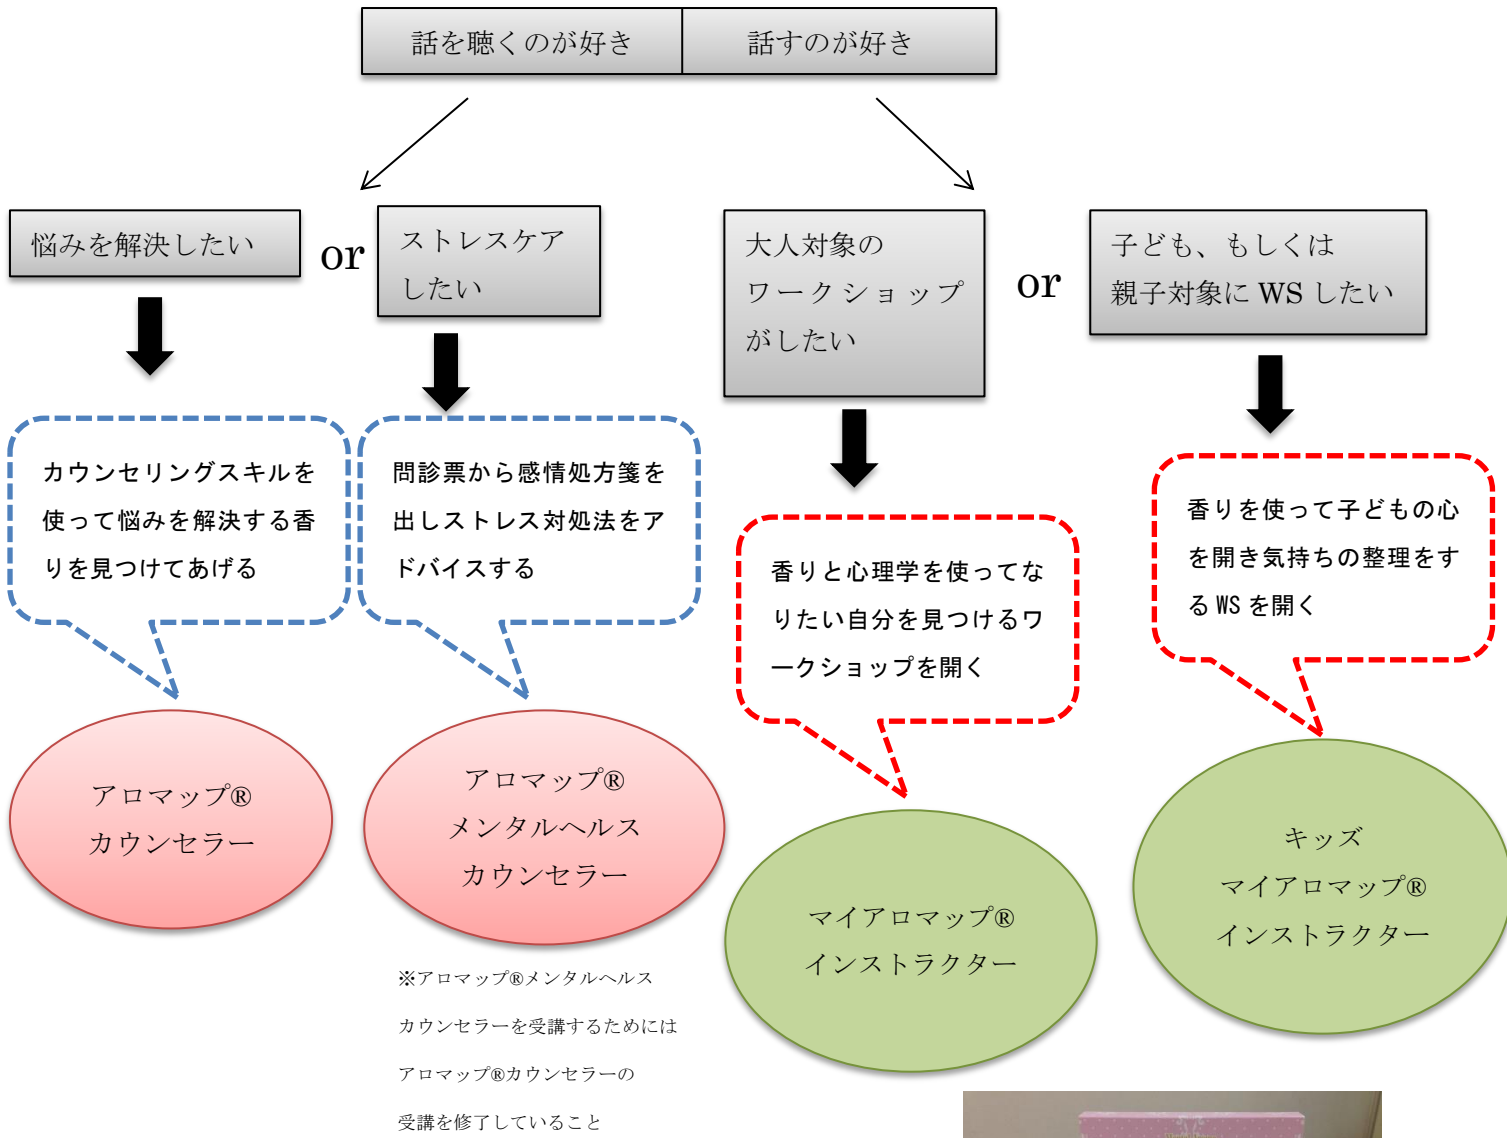 話を聴くのが好き
話すのが好き
悩みを解決したい
or
ストレスケア
したい
大人対象の
ワークショップ
がしたい
or
子ども、もしくは
親子対象に WS したい
カウンセリングスキルを
使って悩みを解決する香
りを見つけてあげる
問診票から感情処方箋を
出しストレス対処法をア
ドバイスする
香りと心理学を使ってな
りたい自分を見つけるワ
ークショップを開く
香りを使って子どもの心
を開き気持ちの整理をす
る WS を開く
アロマップ®
カウンセラー
アロマップ®
メンタルヘルス
カウンセラー
マイアロマップ®
インストラクター
キッズ
マイアロマップ®
インストラクター
※アロマップ®メンタルヘルス
カウンセラーを受講するためには
アロマップ®カウンセラーの
受講を修了していること